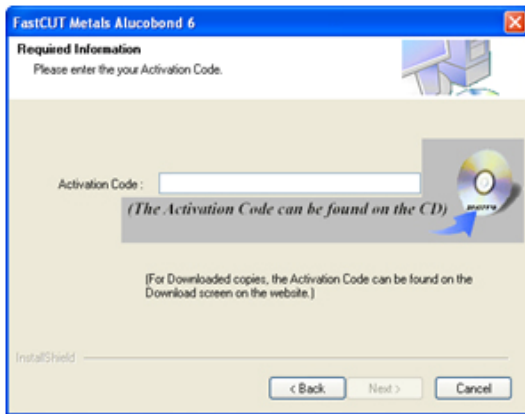 FastCUT Metals Alucobond 6
Required Information
Please enter the your Activation Code.
Activation Code :
(The Activation Code can be found on the CD)
(For Downloaded copies, the Activation Code can be found on the
Download screen on the website.)
InstallShield
< Back
Next >
Cancel